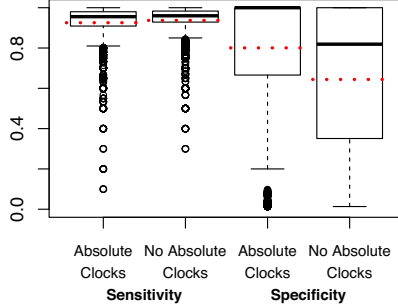 0.8
0.4
0.0
Absolute No Absolute Absolute No Absolute
Clocks Clocks Clocks Clocks
Sensitivity Specificity